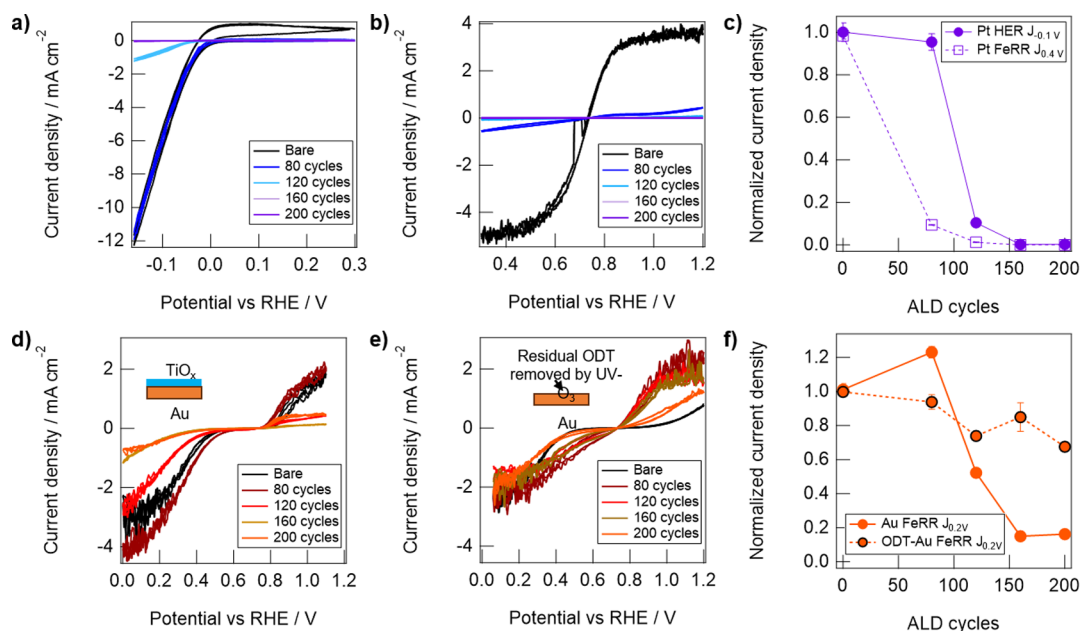 a)
Current density / mA cm-2
0
-2
-4
-6
-8
-10
-12
Bare
80 cycles
120 cycles
160 cycles
200 cycles
-0.1 0.0 0.1 0.2 0.3
Potential vs RHE / V
b)
Current density / mA cm-2
4
2
0
-2
-4
Bare
80 cycles
120 cycles
160 cycles
200 cycles
0.4 0.6 0.8 1.0 1.2
Potential vs RHE / V
c)
Normalized current density
1.0
0.8
0.6
0.4
0.2
0.0
Pt HER J-0.1 V
Pt FeRR J0.4 V
0 50 100 150 200
ALD cycles
d)
Current density / mA cm-2
2
0
-2
-4
TiOx
Au
Bare
80 cycles
120 cycles
160 cycles
200 cycles
0.0 0.2 0.4 0.6 0.8 1.0 1.2
Potential vs RHE / V
e)
Current density / mA cm-2
2
0
-2
-4
Residual ODT
removed by UV-
O3
Au
Bare
80 cycles
120 cycles
160 cycles
200 cycles
0.0 0.2 0.4 0.6 0.8 1.0 1.2
Potential vs RHE / V
f)
Normalized current density
1.2
1.0
0.8
0.6
0.4
0.2
0.0
Au FeRR J0.2V
ODT-Au FeRR J0.2V
0 50 100 150 200
ALD cycles